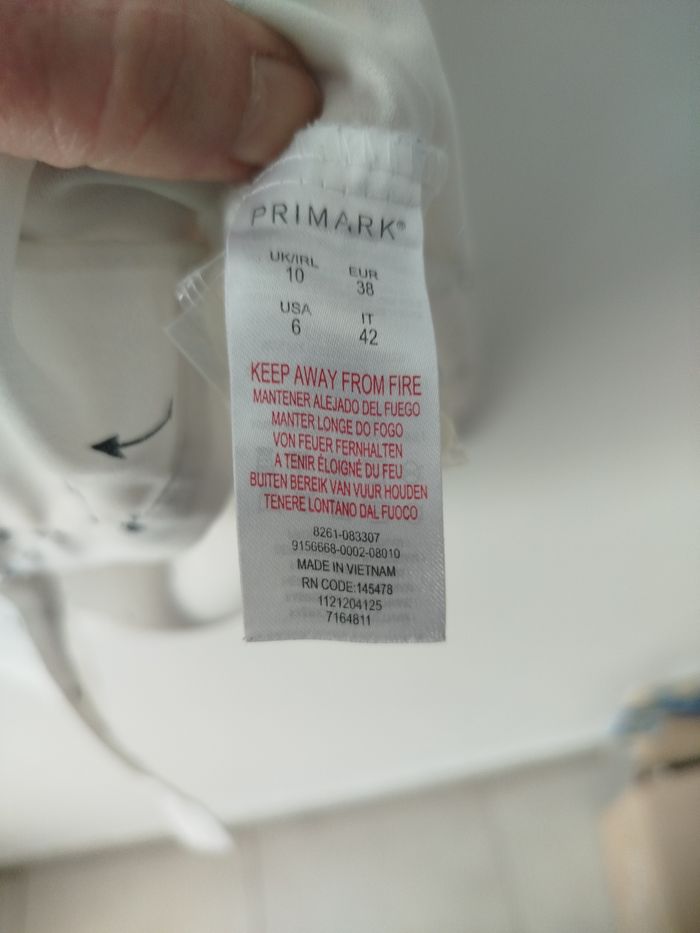 PRIMARK®
UK/IRL EUR
10 38
USA IT
6 42
KEEP AWAY FROM FIRE
MANTENER ALEJADO DEL FUEGO
MANTER LONGE DO FOGO
VON FEUER FERNHALTEN
A TENIR ÉLOIGNÉ DU FEU
BUITEN BEREIK VAN VUUR HOUDEN
TENERE LONTANO DAL FUOCO
8261-083307
9156668-0002-08010
MADE IN VIETNAM
RN CODE:145478
1121204125
7164811